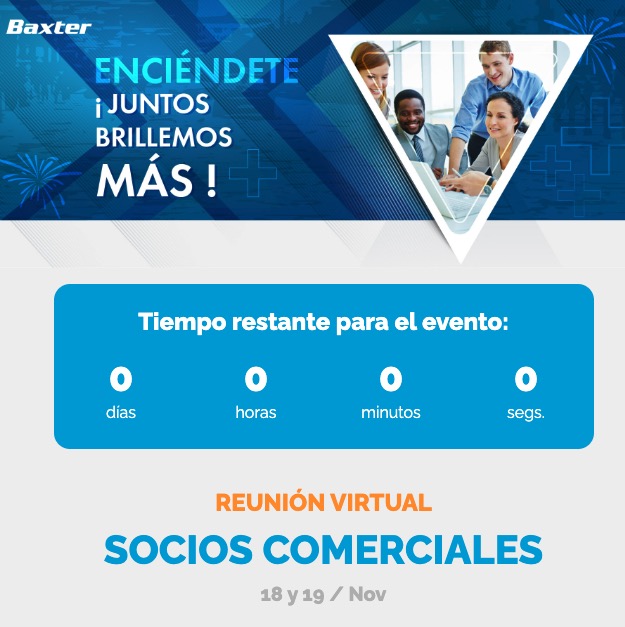 Baxter
ENCIÉNDETE
¡JUNTOS
BRILLEMOS
MÁS !
Tiempo restante para el evento:
0 0 0 0
días horas minutos segs.
REUNIÓN VIRTUAL
SOCIOS COMERCIALES
18 y 19 / Nov